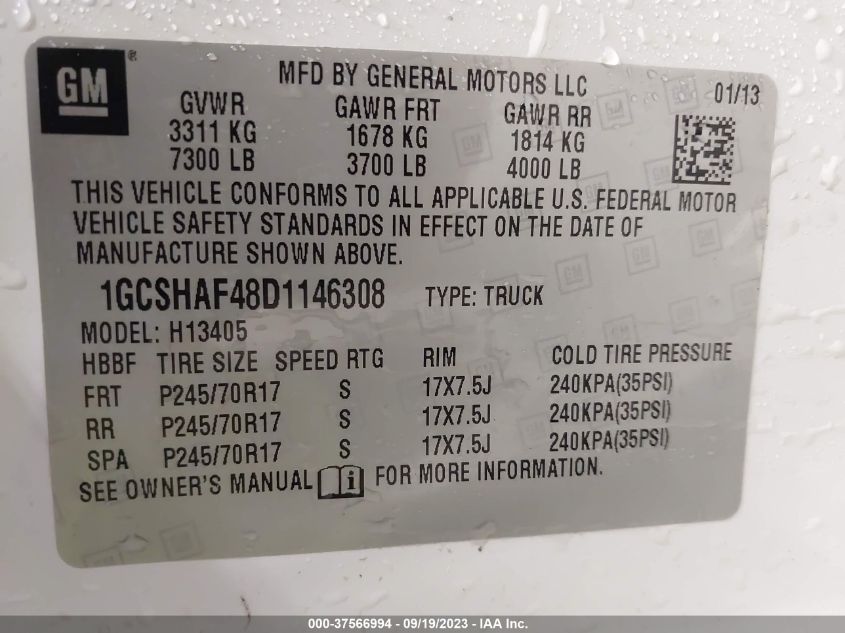 GM ®
MFD BY GENERAL MOTORS LLC
01/13
GVWR GAWR FRT GAWR RR
3311 KG 1678 KG 1814 KG
7300 LB 3700 LB 4000 LB
THIS VEHICLE CONFORMS TO ALL APPLICABLE U.S. FEDERAL MOTOR
VEHICLE SAFETY STANDARDS IN EFFECT ON THE DATE OF
MANUFACTURE SHOWN ABOVE.
1GCSHAF48D1146308 TYPE: TRUCK
MODEL: H13405
HBBF TIRE SIZE SPEED RTG RIM COLD TIRE PRESSURE
FRT P245/70R17 S 17X7.5J 240KPA(35PSI)
RR P245/70R17 S 17X7.5J 240KPA(35PSI)
SPA P245/70R17 S 17X7.5J 240KPA(35PSI)
SEE OWNER'S MANUAL i FOR MORE INFORMATION.
000-37566994 - 09/19/2023 - IAA Inc.